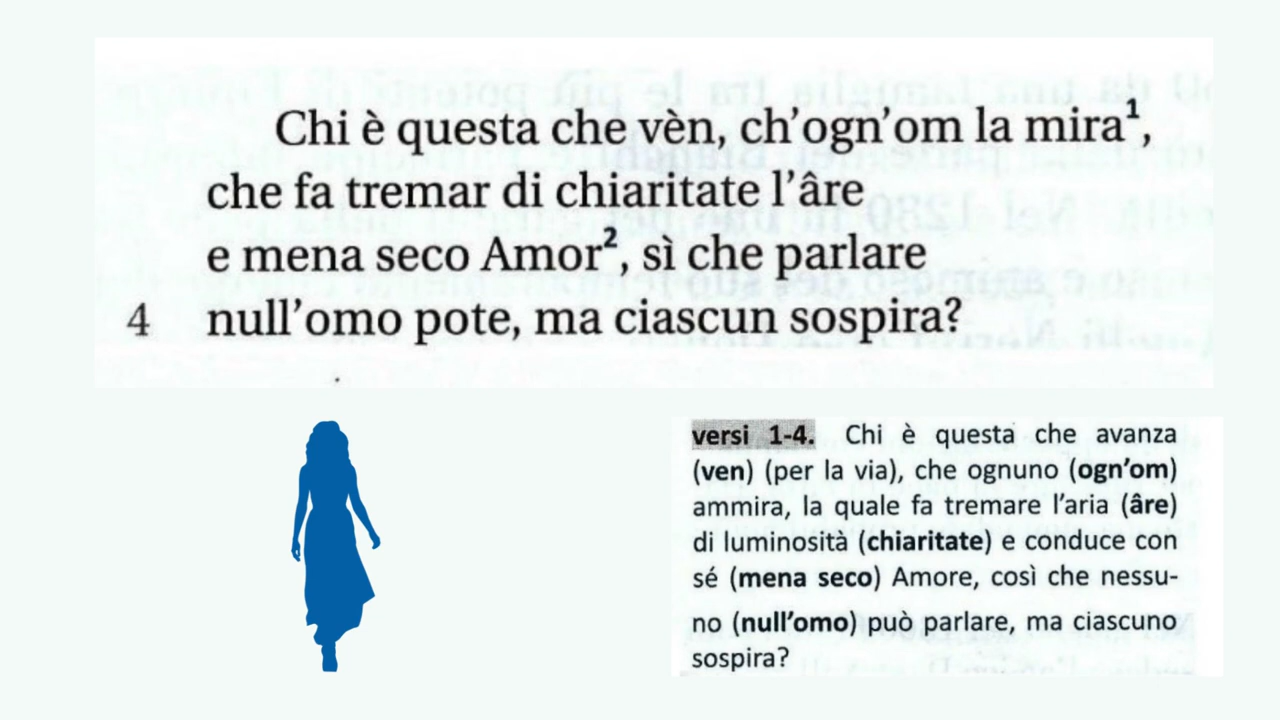 Chi è questa che vèn, ch'ogn'om la mira¹,
che fa tremar di chiaritate l'âre
e mena seco Amor², sì che parlare
4 null'omo pote, ma ciascun sospira?
versi 1-4. Chi è questa che avanza
(ven) (per la via), che ognuno (ogn'om)
ammira, la quale fa tremare l'aria (âre)
di luminosità (chiaritate) e conduce con
sé (mena seco) Amore, così che nessu-
no (null'omo) può parlare, ma ciascuno
sospira?